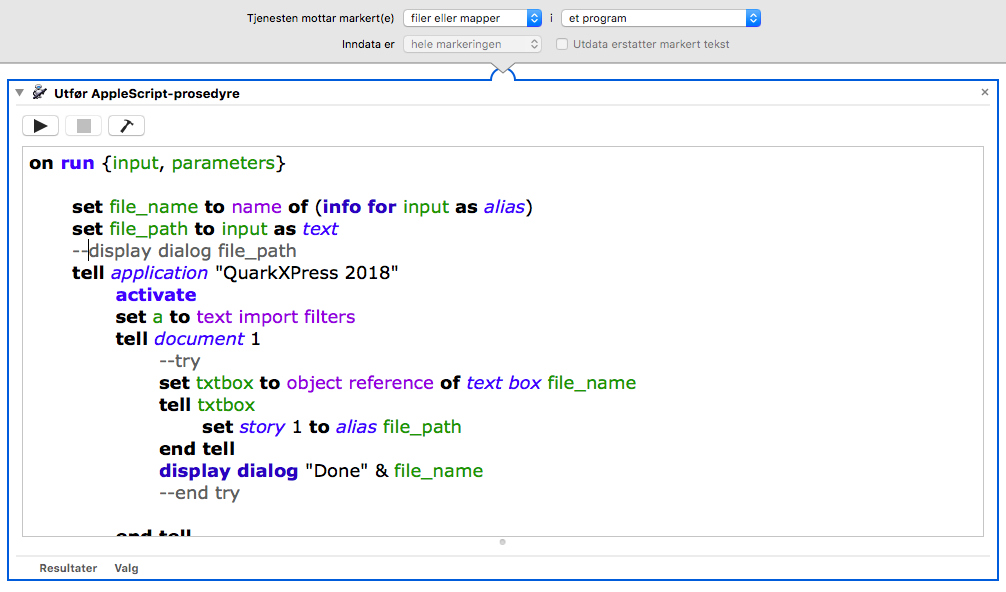 Tjenesten mottar markert(e) filer eller mapper i et program
Inndata er hele markeringen Utdata erstatter markert tekst
Utfør AppleScript-prosedyre
on run {input, parameters}
set file_name to name of (info for input as alias)
set file_path to input as text
--display dialog file_path
tell application "QuarkXPress 2018"
activate
set a to text import filters
tell document 1
--try
set txtbox to object reference of text box file_name
tell txtbox
set story 1 to alias file_path
end tell
display dialog "Done" & file_name
--end try
end tell
Resultater Valg